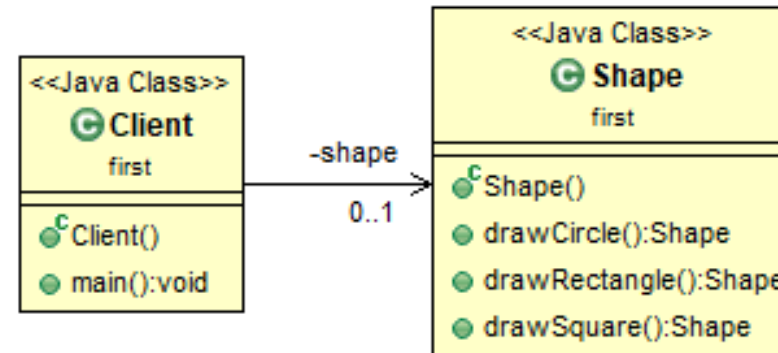 <<Java Class>>
C Client
first
C Client()
main():void
-shape
0..1
<<Java Class>>
C Shape
first
C Shape()
drawCircle():Shape
drawRectangle():Shape
drawSquare():Shape